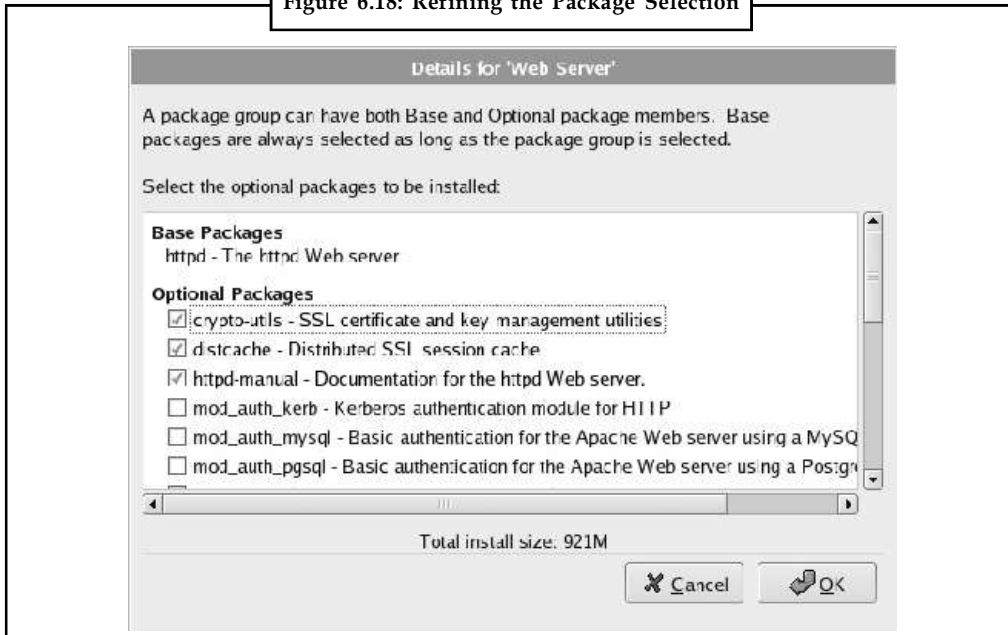 Figure 6.18: Refining the Package Selection
Details for 'Web Server'
A package group can have both Base and Optional package members. Base
packages are always selected as long as the package group is selected.
Select the optional packages to be installed:
Base Packages
httpd - The httpd Web server
Optional Packages
crypto-utils - SSL certificate and key management utilities
distcache - Distributed SSL session cache
httpd-manual - Documentation for the httpd Web server.
mod_auth_kerb - Kerberos authentication module for HTTP
mod_auth_mysql - Basic authentication for the Apache Web server using a MySQ
mod_auth_pgsql - Basic authentication for the Apache Web server using a Postgr
Total install size: 921M
Cancel
OK